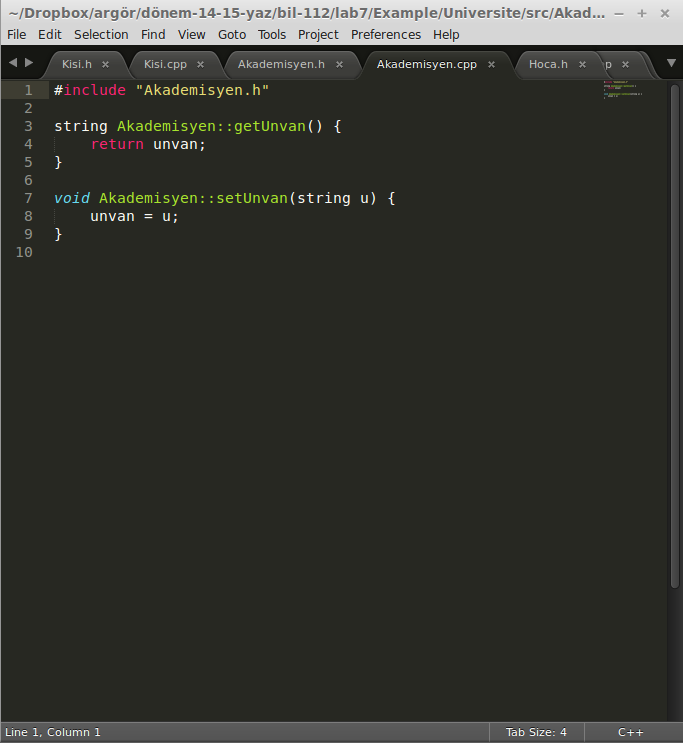 ~/Dropbox/argör/dönem-14-15-yaz/bil-112/lab7/Example/Universite/src/Akad...
File Edit Selection Find View Goto Tools Project Preferences Help
Kisi.h Kisi.cpp Akademisyen.h Akademisyen.cpp Hoca.h p
1 #include "Akademisyen.h"
2
3 string Akademisyen::getUnvan() {
4     return unvan;
5 }
6
7 void Akademisyen::setUnvan(string u) {
8     unvan = u;
9 }
10
Line 1, Column 1 Tab Size: 4 C++